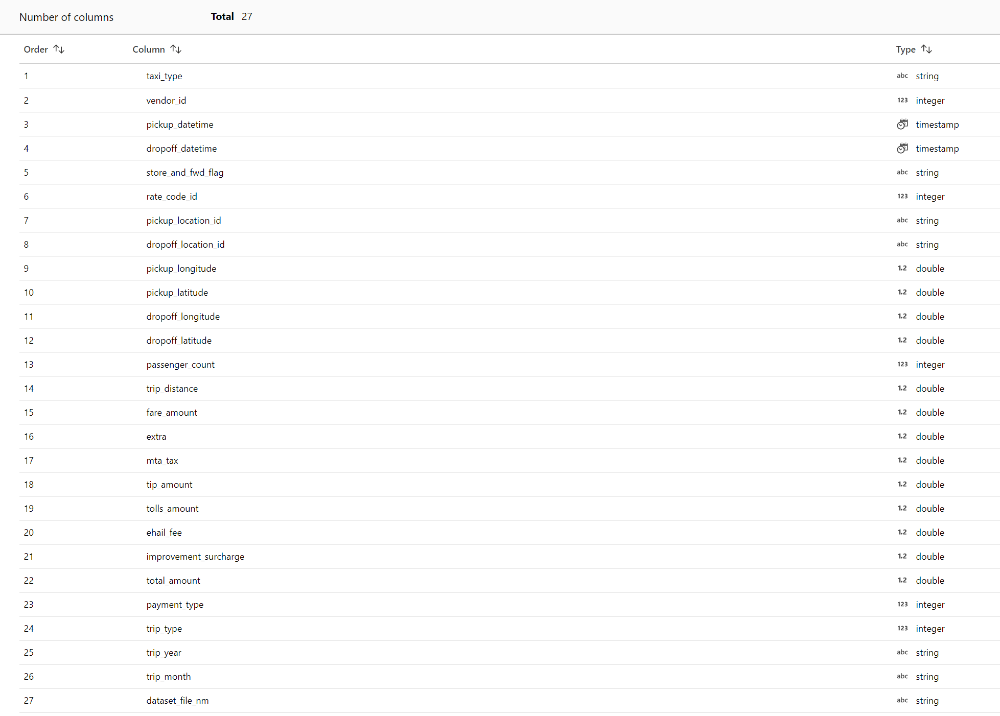 Number of columns Total 27
Order Column Type
1 taxi_type abc string
2 vendor_id 123 integer
3 pickup_datetime timestamp
4 dropoff_datetime timestamp
5 store_and_fwd_flag abc string
6 rate_code_id 123 integer
7 pickup_location_id abc string
8 dropoff_location_id abc string
9 pickup_longitude 1.2 double
10 pickup_latitude 1.2 double
11 dropoff_longitude 1.2 double
12 dropoff_latitude 1.2 double
13 passenger_count 123 integer
14 trip_distance 1.2 double
15 fare_amount 1.2 double
16 extra 1.2 double
17 mta_tax 1.2 double
18 tip_amount 1.2 double
19 tolls_amount 1.2 double
20 ehail_fee 1.2 double
21 improvement_surcharge 1.2 double
22 total_amount 1.2 double
23 payment_type 123 integer
24 trip_type 123 integer
25 trip_year abc string
26 trip_month abc string
27 dataset_file_nm abc string